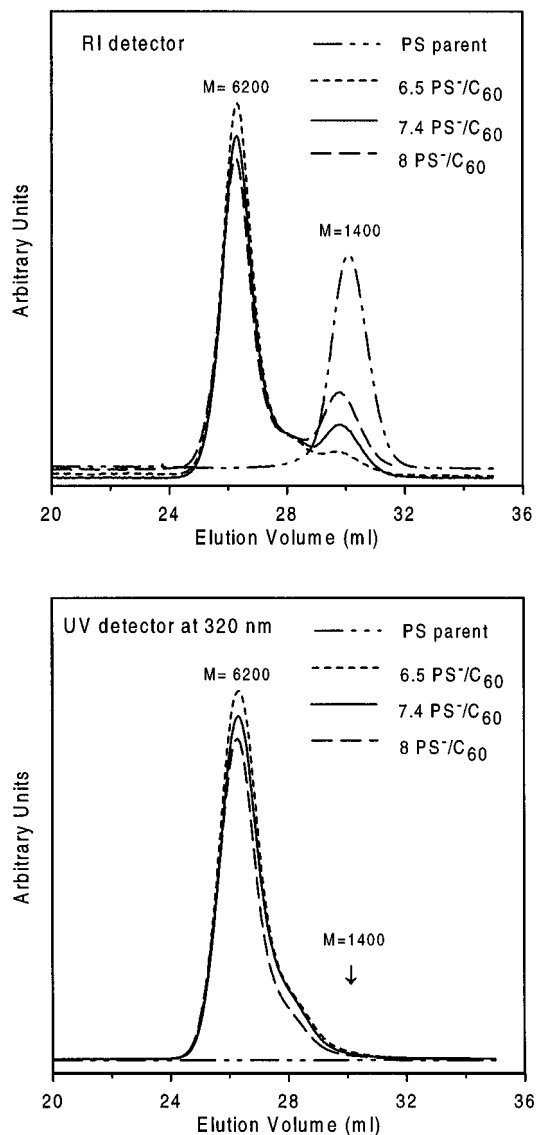 RI detector
PS parent
6.5 PS⁻/C₆₀
7.4 PS⁻/C₆₀
8 PS⁻/C₆₀
M= 6200
M=1400
Arbitrary Units
20 24 28 32 36
Elution Volume (ml)
UV detector at 320 nm
PS parent
6.5 PS⁻/C₆₀
7.4 PS⁻/C₆₀
8 PS⁻/C₆₀
M= 6200
M=1400
↓
Arbitrary Units
20 24 28 32 36
Elution Volume (ml)